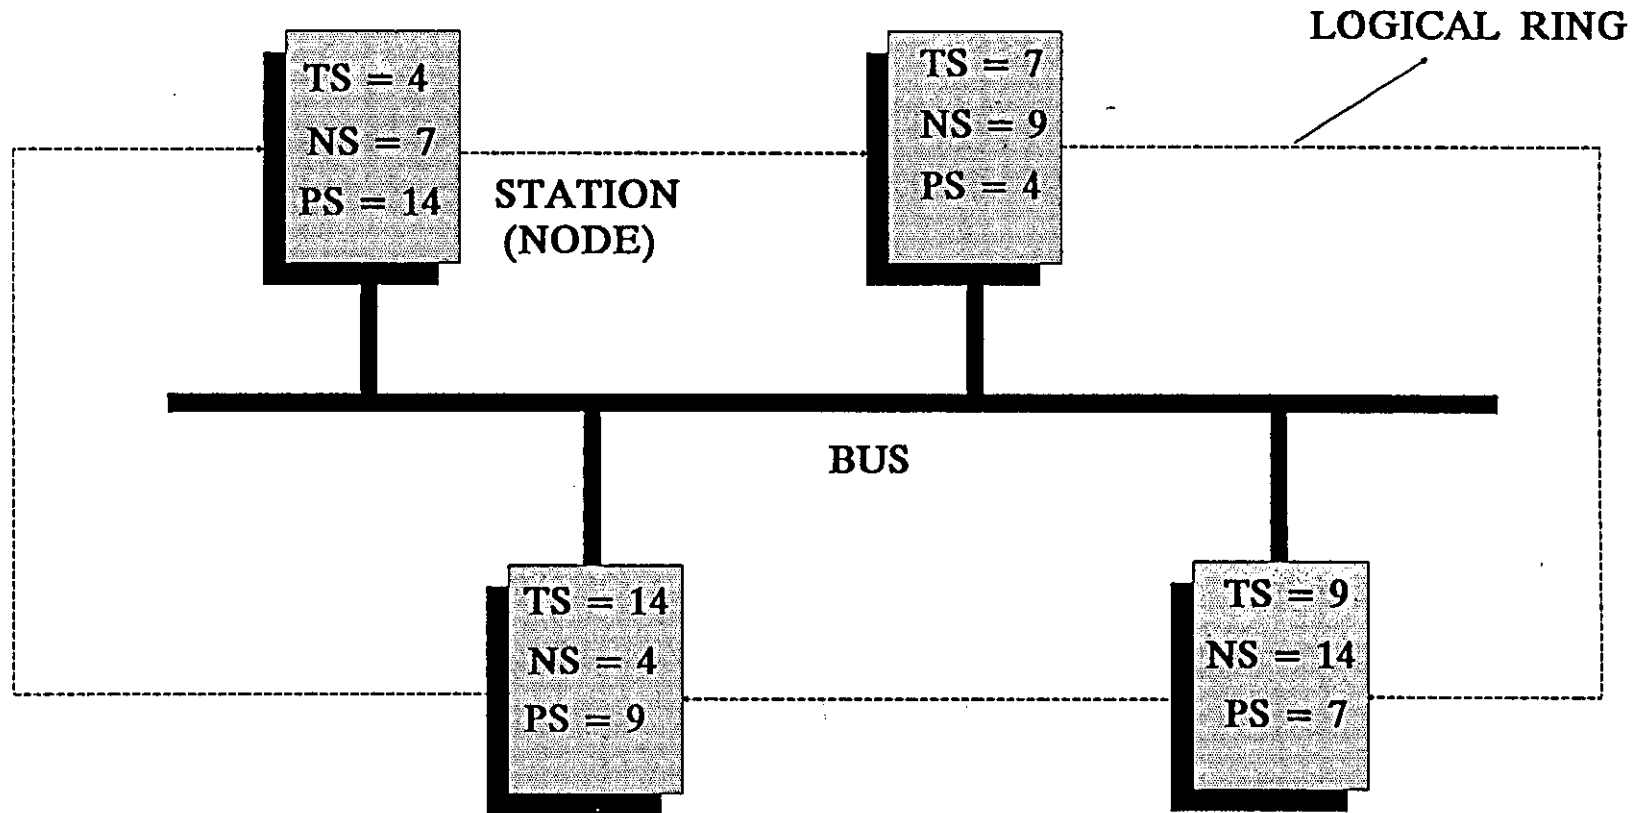 LOGICAL RING
TS = 4
NS = 7
PS = 14
STATION
(NODE)
TS = 7
NS = 9
PS = 4
BUS
TS = 14
NS = 4
PS = 9
TS = 9
NS = 14
PS = 7